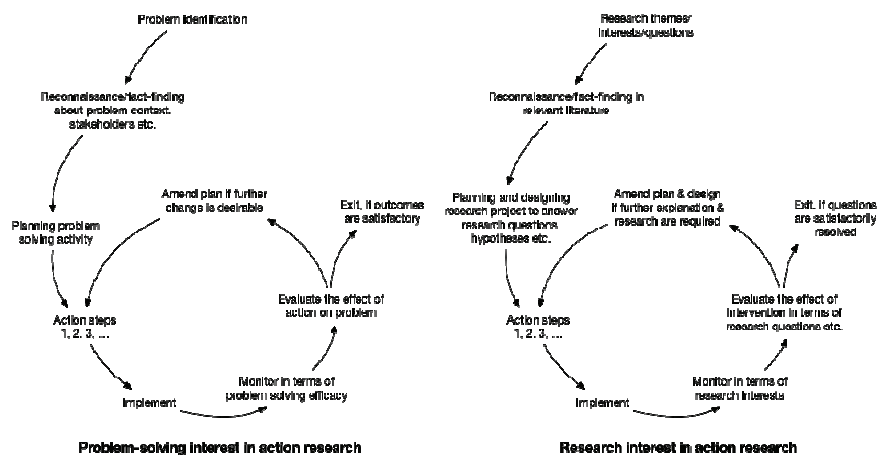 Problem identification
Reconnaissance/fact-finding
about problem context,
stakeholders etc.
Planning problem
solving activity
Action steps
1, 2, 3, ...
Implement
Monitor in terms of
problem solving efficacy
Evaluate the effect of
action on problem
Amend plan if further
change is desirable
Exit, if outcomes
are satisfactory
Problem-solving interest in action research
Research themes/
interests/questions
Reconnaissance/fact-finding in
relevant literature
Planning and designing
research project to answer
research questions,
hypotheses etc.
Action steps
1, 2, 3, ...
Implement
Monitor in terms of
research interests
Evaluate the effect of
intervention in terms of
research questions etc.
Amend plan & design
if further explanation &
research are required
Exit, if questions
are satisfactorily
resolved
Research interest in action research